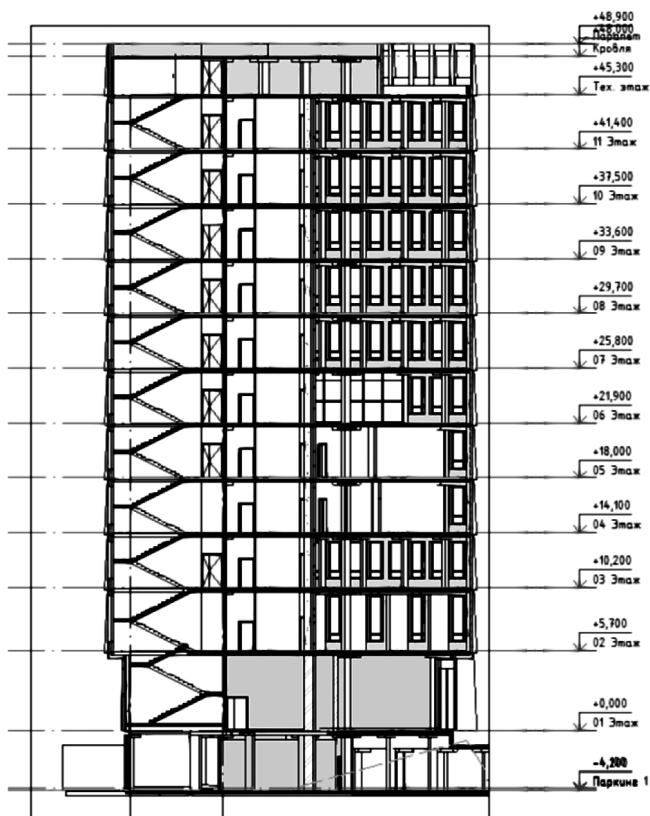 +48,900
+48,000
Парапет
Кровля
+45,300
Тех. этаж
+41,400
11 Этаж
+37,500
10 Этаж
+33,600
09 Этаж
+29,700
08 Этаж
+25,800
07 Этаж
+21,900
06 Этаж
+18,000
05 Этаж
+14,100
04 Этаж
+10,200
03 Этаж
+5,700
02 Этаж
+0,000
01 Этаж
Паркинг 1